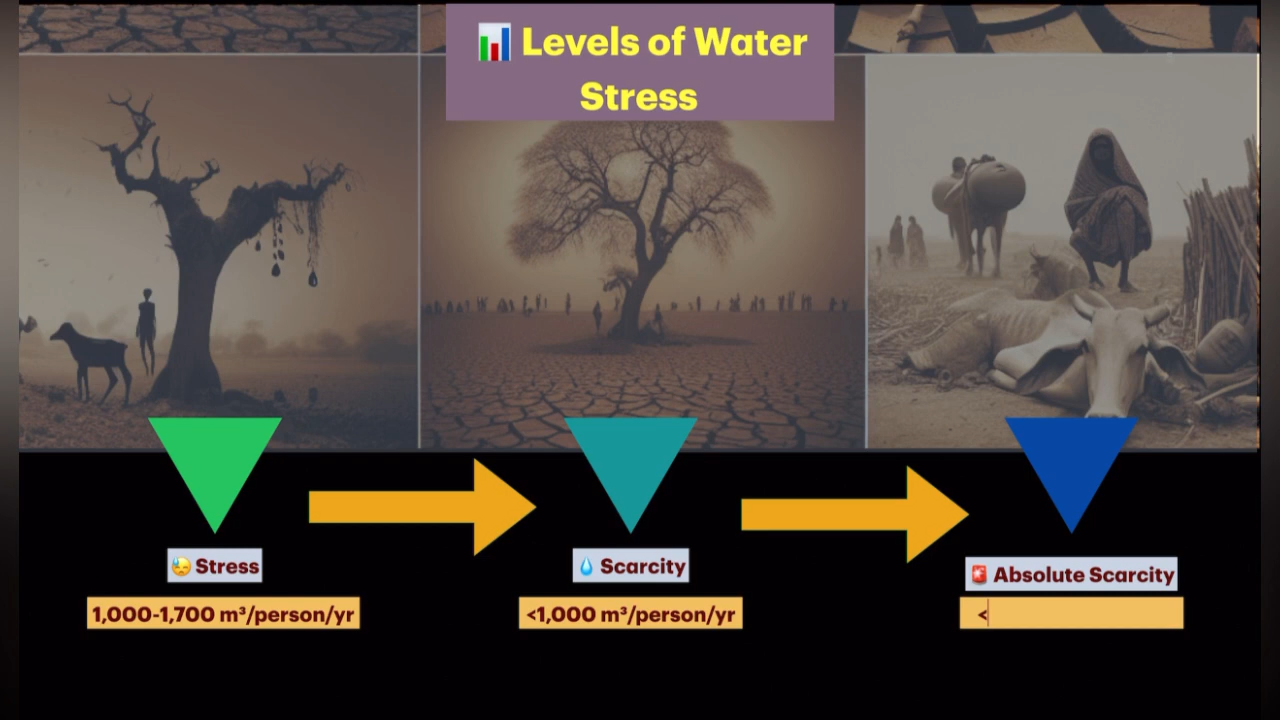 📊 Levels of Water
Stress
😓 Stress
💧 Scarcity
🚨 Absolute Scarcity
1,000-1,700 m³/person/yr
<1,000 m³/person/yr
<